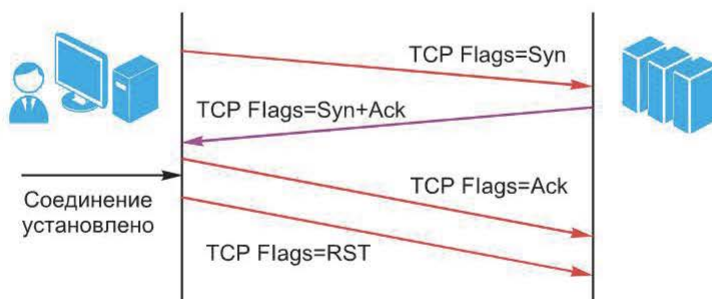 TCP Flags=Syn
TCP Flags=Syn+Ack
TCP Flags=Ack
Соединение
установлено
TCP Flags=RST